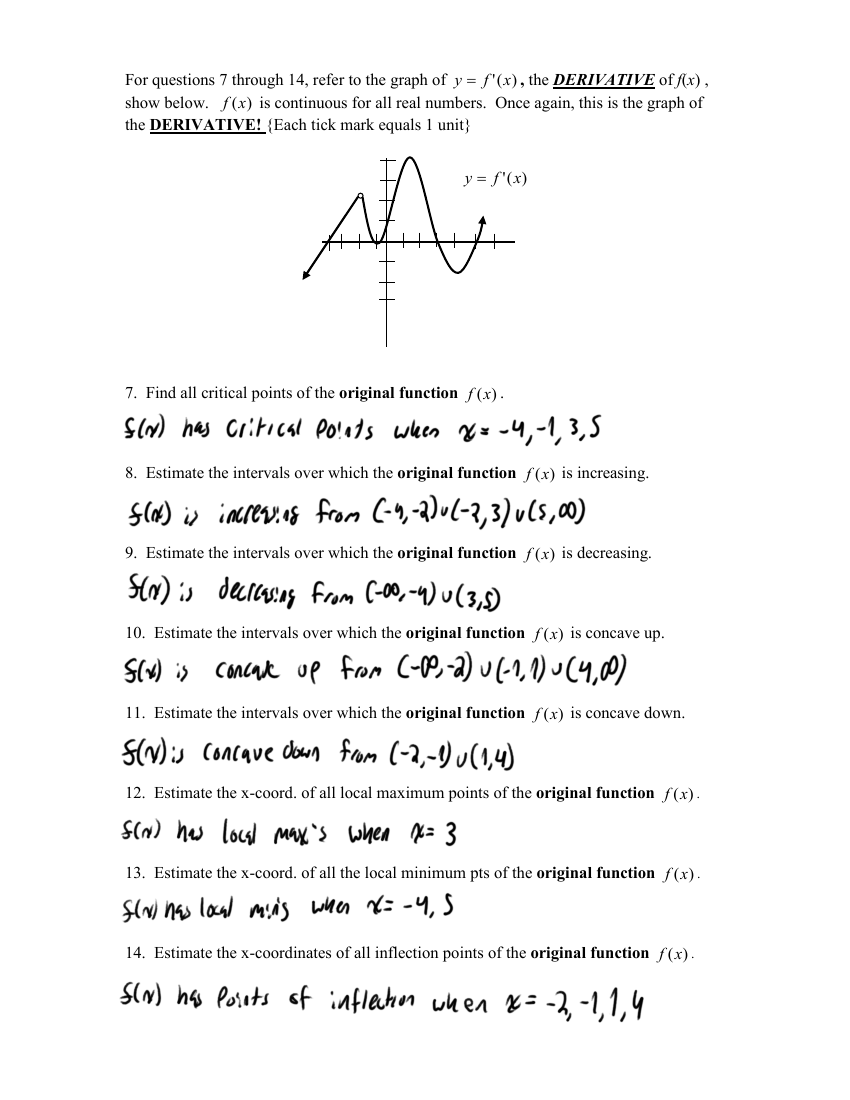 For questions 7 through 14, refer to the graph of y = f'(x), the DERIVATIVE of f(x),
show below. f(x) is continuous for all real numbers. Once again, this is the graph of
the DERIVATIVE! {Each tick mark equals 1 unit}
y = f'(x)
7. Find all critical points of the original function f(x).
f(x) has critical points when x = -4, -1, 3, 5
8. Estimate the intervals over which the original function f(x) is increasing.
f(x) is increasing from (-4, -2) ∪ (-2, 3) ∪ (5, ∞)
9. Estimate the intervals over which the original function f(x) is decreasing.
f(x) is decreasing from (-∞, -4) ∪ (3, 5)
10. Estimate the intervals over which the original function f(x) is concave up.
f(x) is concave up from (-∞, -2) ∪ (-1, 1) ∪ (4, ∞)
11. Estimate the intervals over which the original function f(x) is concave down.
f(x) is concave down from (-2, -1) ∪ (1, 4)
12. Estimate the x-coord. of all local maximum points of the original function f(x).
f(x) has local max's when x = 3
13. Estimate the x-coord. of all the local minimum pts of the original function f(x).
f(x) has local mins when x = -4, 5
14. Estimate the x-coordinates of all inflection points of the original function f(x).
f(x) has points of inflection when x = -2, -1, 1, 4